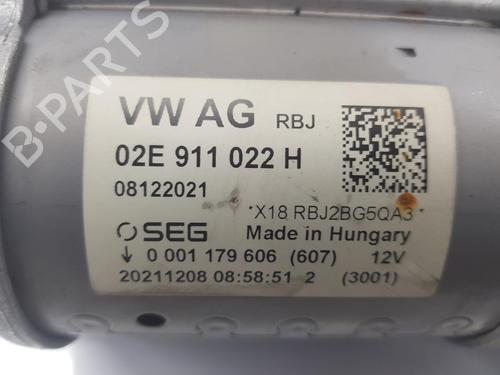 VW AG RBJ
02E 911 022 H
08122021
*X18 RBJ2BG5QA3*
SEG Made in Hungary
↓ 0 001 179 606 (607) 12V
20211208 08:58:51 2 (3001)
B-PARTS